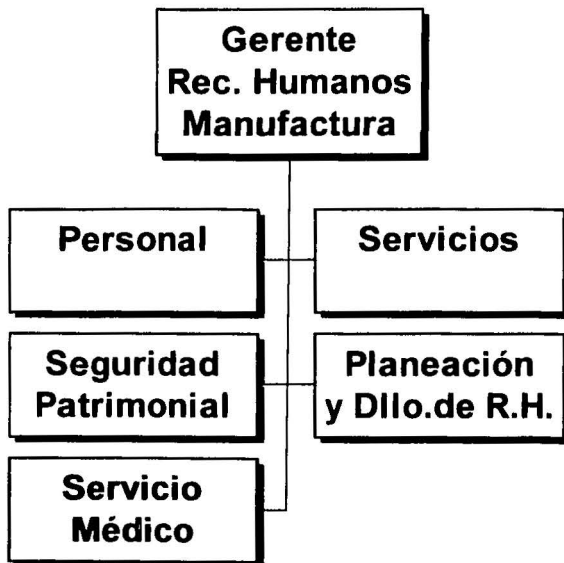 Gerente
Rec. Humanos
Manufactura
Personal
Servicios
Seguridad
Patrimonial
Planeación
y Dllo.de R.H.
Servicio
Médico